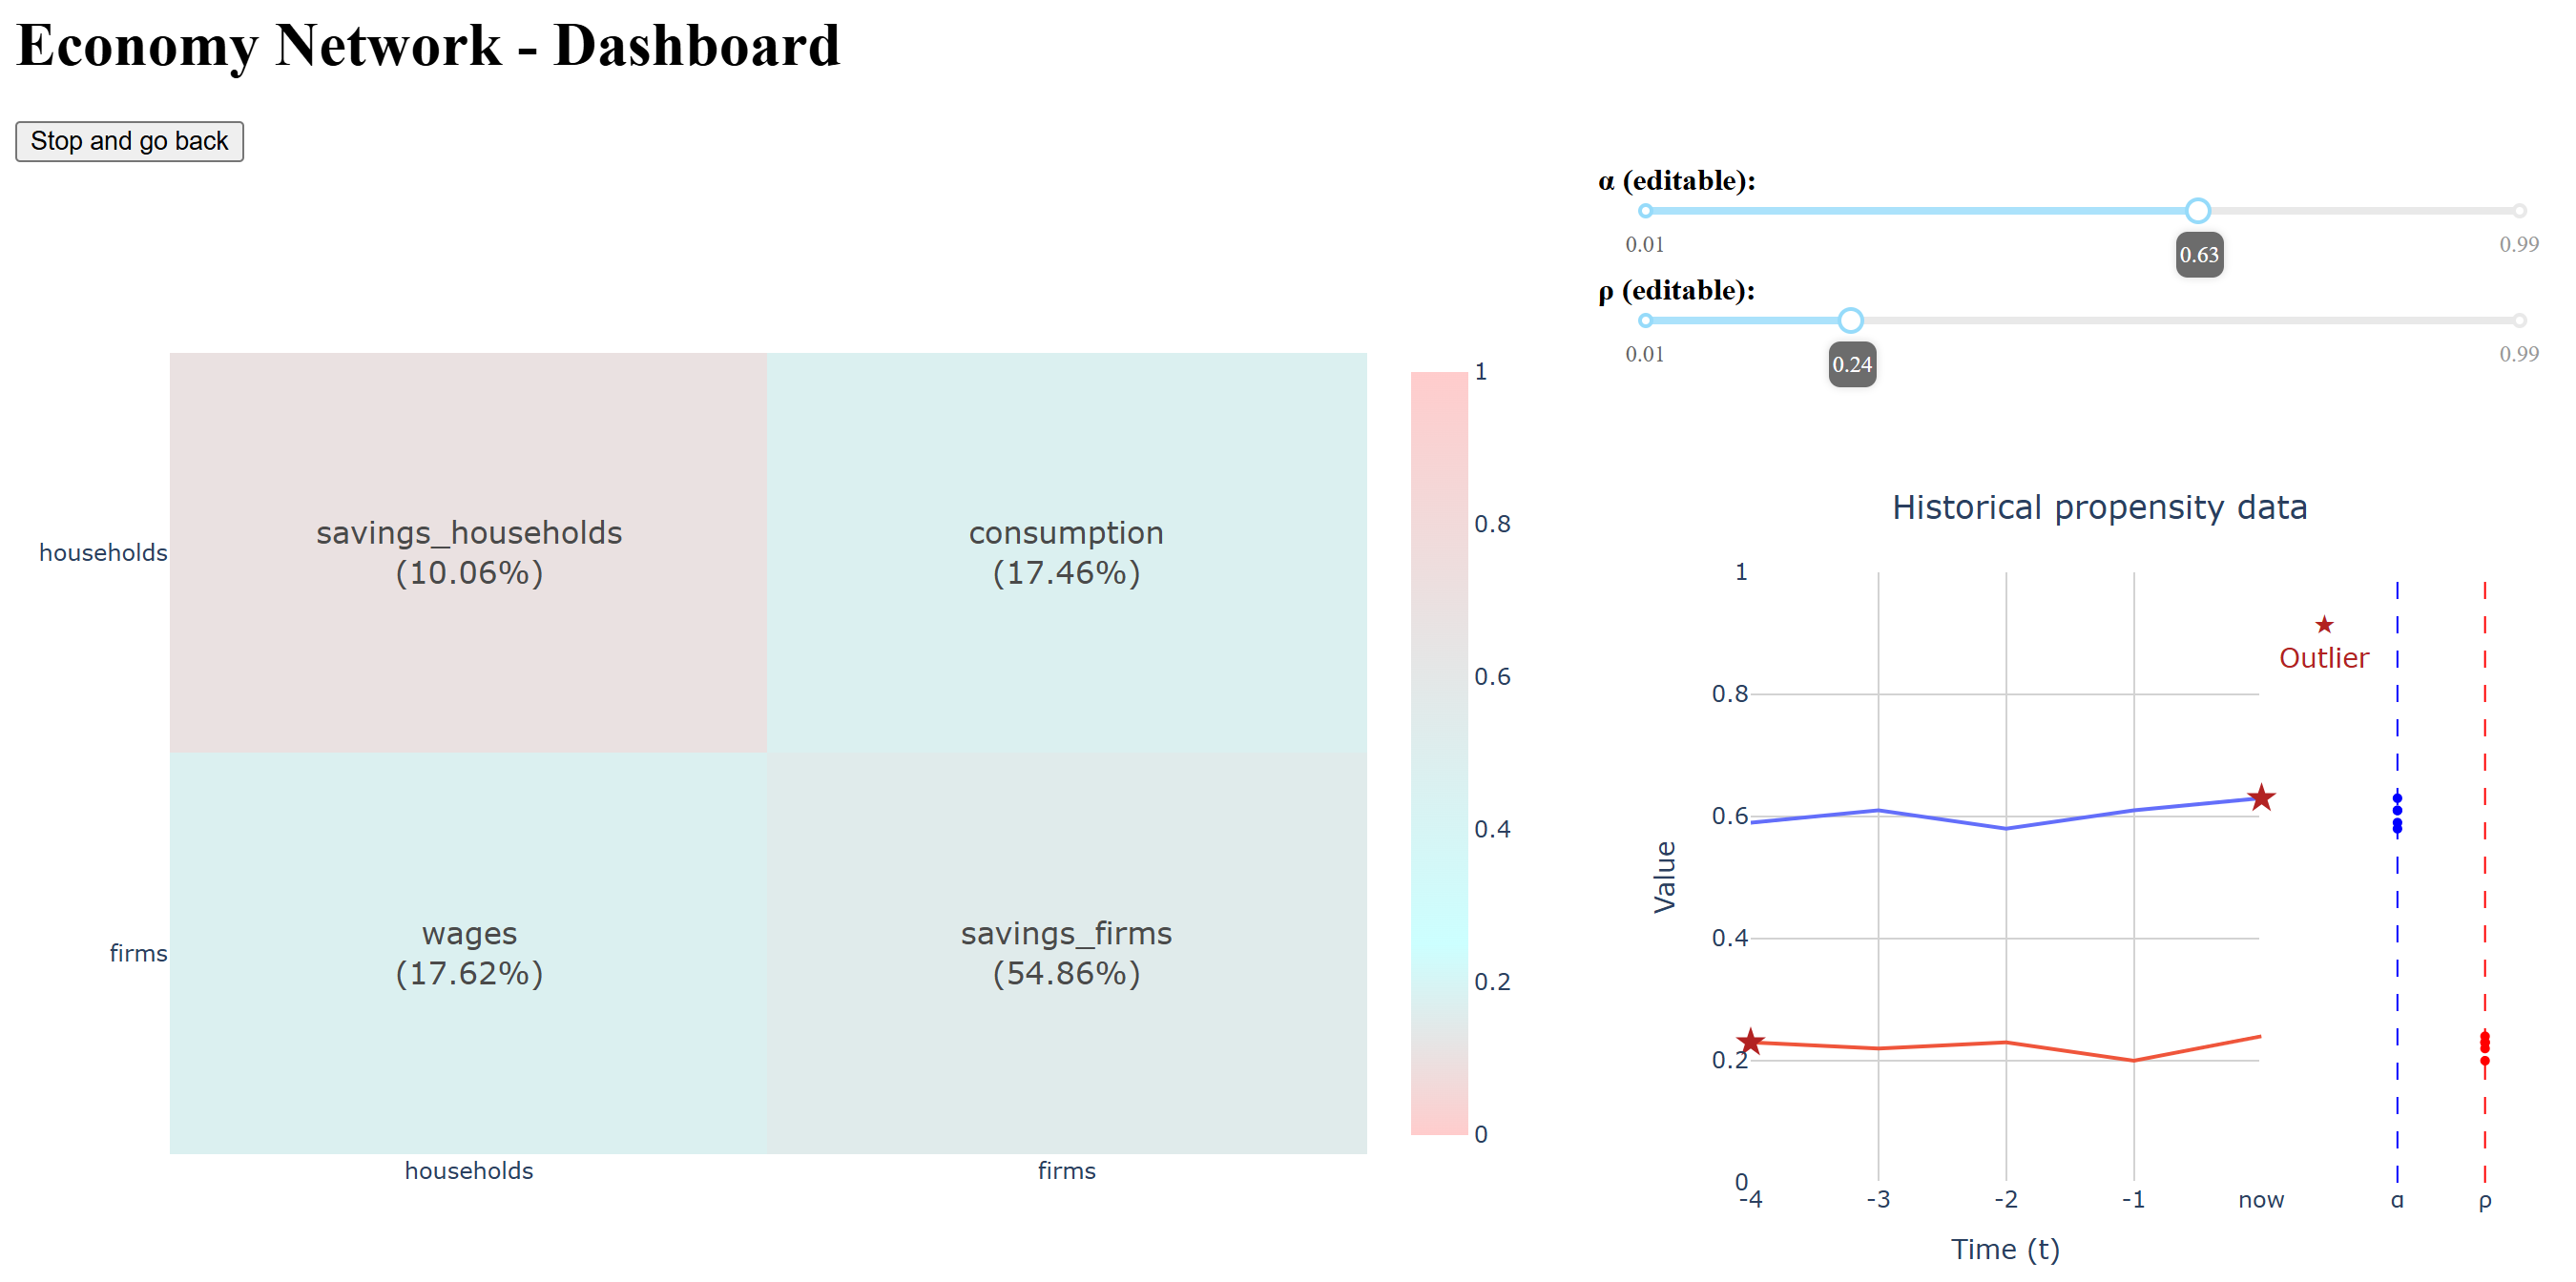 Economy Network - Dashboard
Stop and go back
α (editable):
0.01
0.63
0.99
ρ (editable):
0.01
0.24
0.99
households
firms
savings_households
(10.06%)
consumption
(17.46%)
wages
(17.62%)
savings_firms
(54.86%)
households
firms
1
0.8
0.6
0.4
0.2
0
Historical propensity data
Value
1
0.8
0.6
0.4
0.2
0
Outlier
-4
-3
-2
-1
now
α
ρ
Time (t)